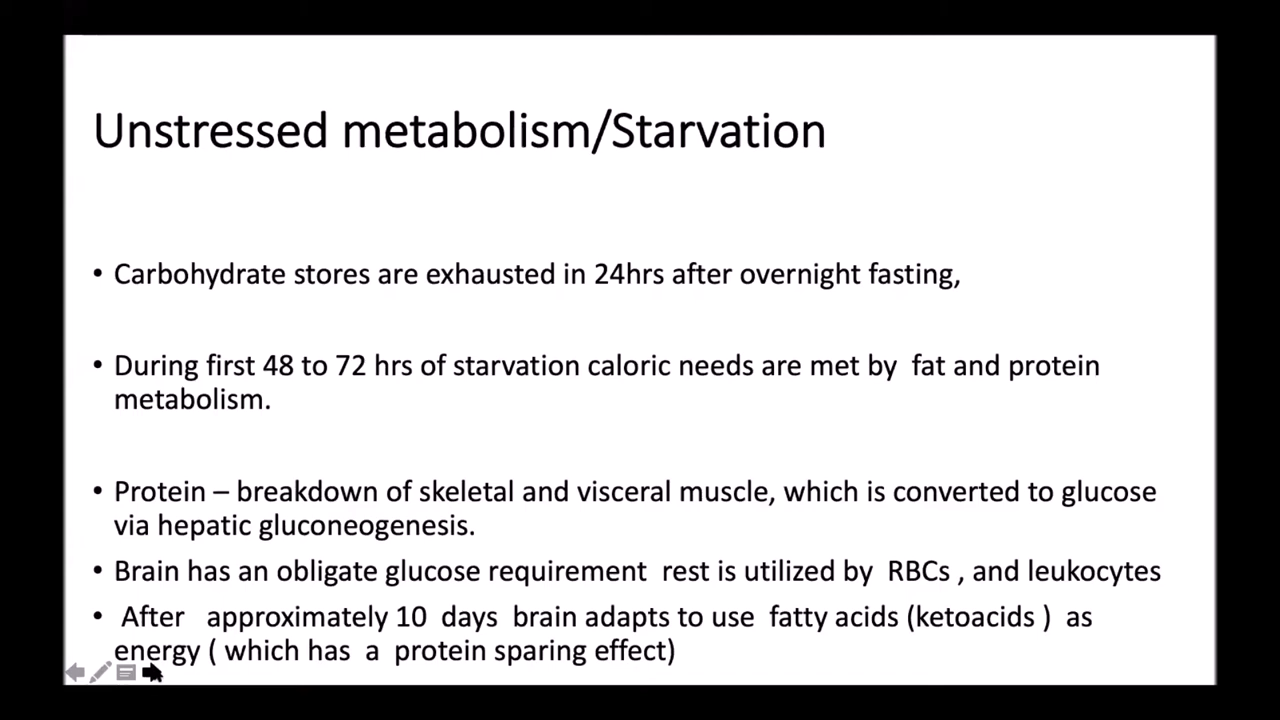 Unstressed metabolism/Starvation
• Carbohydrate stores are exhausted in 24hrs after overnight fasting,
• During first 48 to 72 hrs of starvation caloric needs are met by fat and protein
metabolism.
• Protein – breakdown of skeletal and visceral muscle, which is converted to glucose
via hepatic gluconeogenesis.
• Brain has an obligate glucose requirement rest is utilized by RBCs , and leukocytes
• After approximately 10 days brain adapts to use fatty acids (ketoacids ) as
energy ( which has a protein sparing effect)